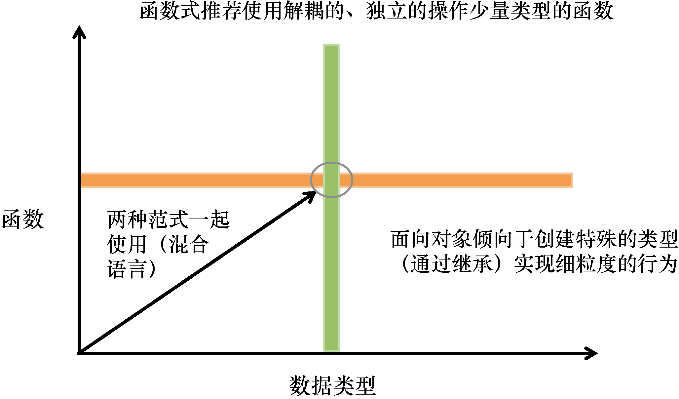 函数式推荐使用解耦的、独立的操作少量类型的函数
函数
两种范式一起
使用（混合
语言）
面向对象倾向于创建特殊的类型
（通过继承）实现细粒度的行为
数据类型